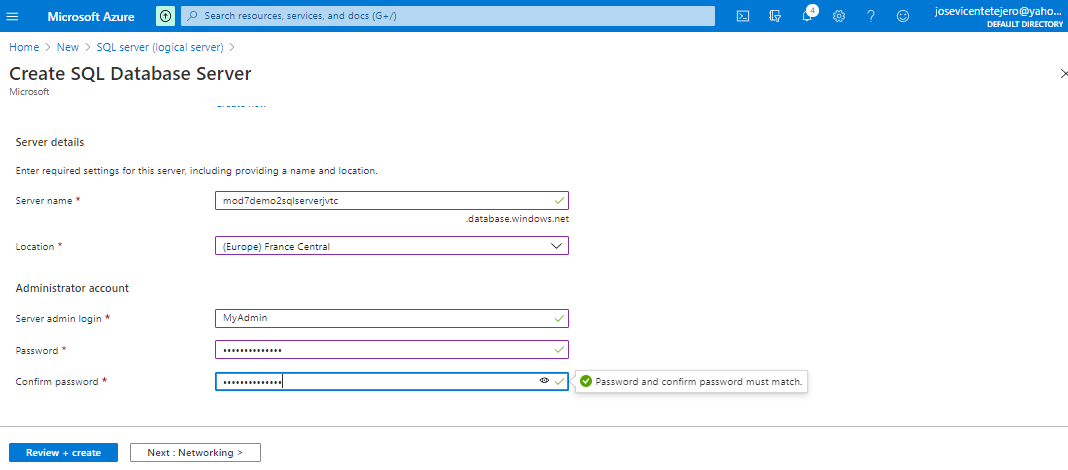 Microsoft Azure
Search resources, services, and docs (G+/)
4
josevicentetejero@yaho...
DEFAULT DIRECTORY
Home > New > SQL server (logical server) >
Create SQL Database Server
Microsoft
Server details
Enter required settings for this server, including providing a name and location.
Server name *
mod7demo2sqlserverjvtc
.database.windows.net
Location *
(Europe) France Central
Administrator account
Server admin login *
MyAdmin
Password *
••••••••••••••
Confirm password *
••••••••••••••
Password and confirm password must match.
Review + create
Next : Networking >